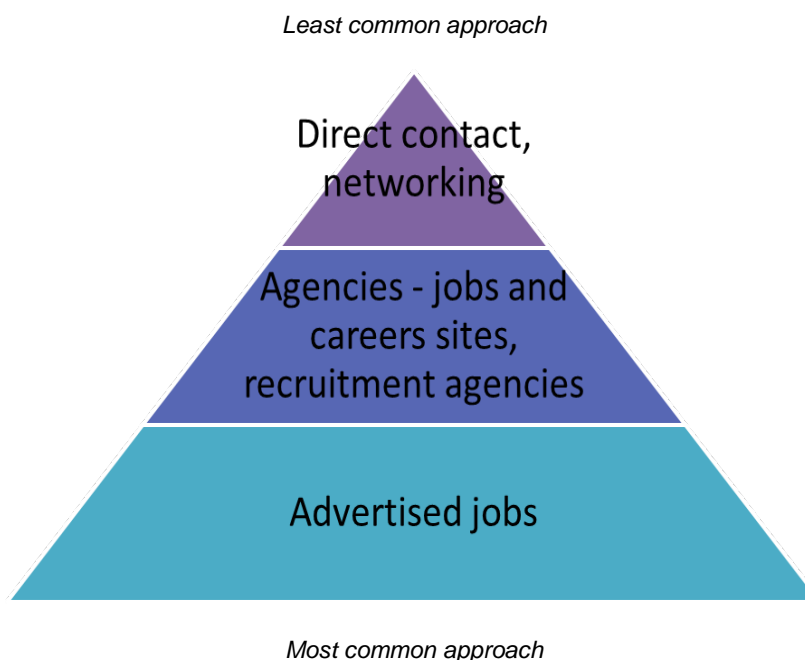 Least common approach
Direct contact,
networking
Agencies - jobs and
careers sites,
recruitment agencies
Advertised jobs
Most common approach